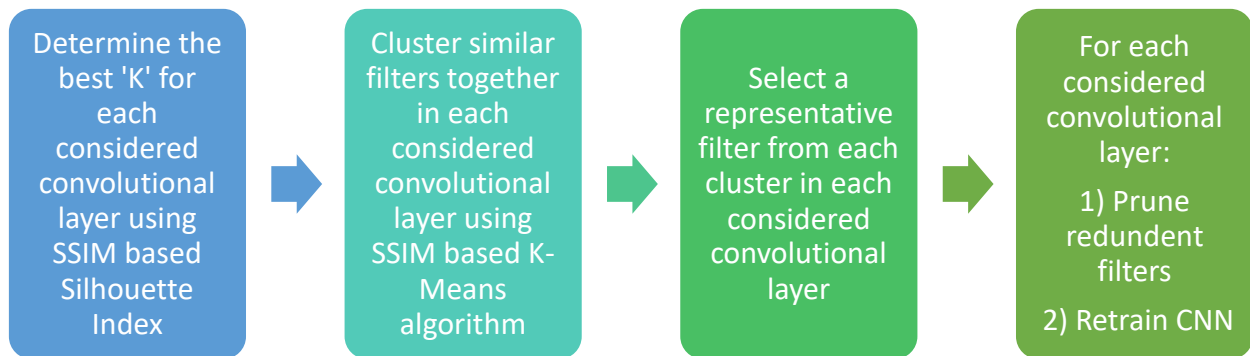 Determine the
best 'K' for
each
considered
convolutional
layer using
SSIM based
Silhouette
Index
Cluster similar
filters together
in each
considered
convolutional
layer using
SSIM based K-
Means
algorithm
Select a
representative
filter from each
cluster in each
considered
convolutional
layer
For each
considered
convolutional
layer:
1) Prune
redundent
filters
2) Retrain CNN